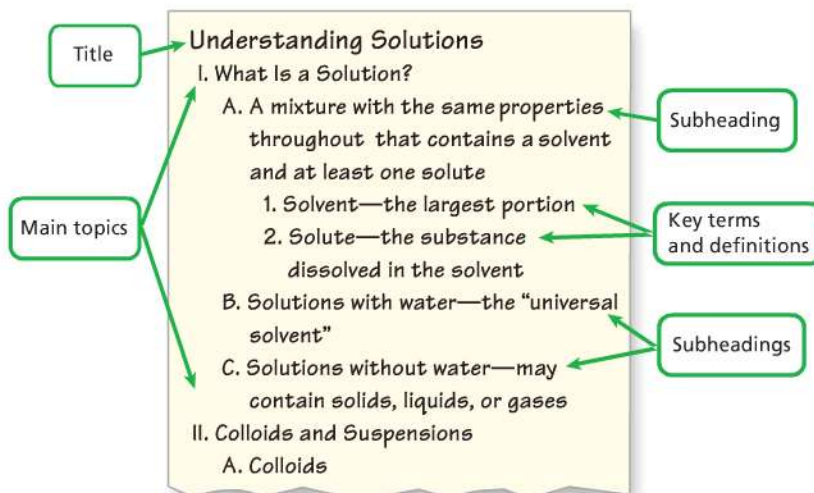 Title
Understanding Solutions
I. What Is a Solution?
A. A mixture with the same properties
throughout that contains a solvent
and at least one solute
Subheading
1. Solvent—the largest portion
2. Solute—the substance
dissolved in the solvent
Main topics
Key terms
and definitions
B. Solutions with water—the “universal
solvent”
C. Solutions without water—may
contain solids, liquids, or gases
Subheadings
II. Colloids and Suspensions
A. Colloids